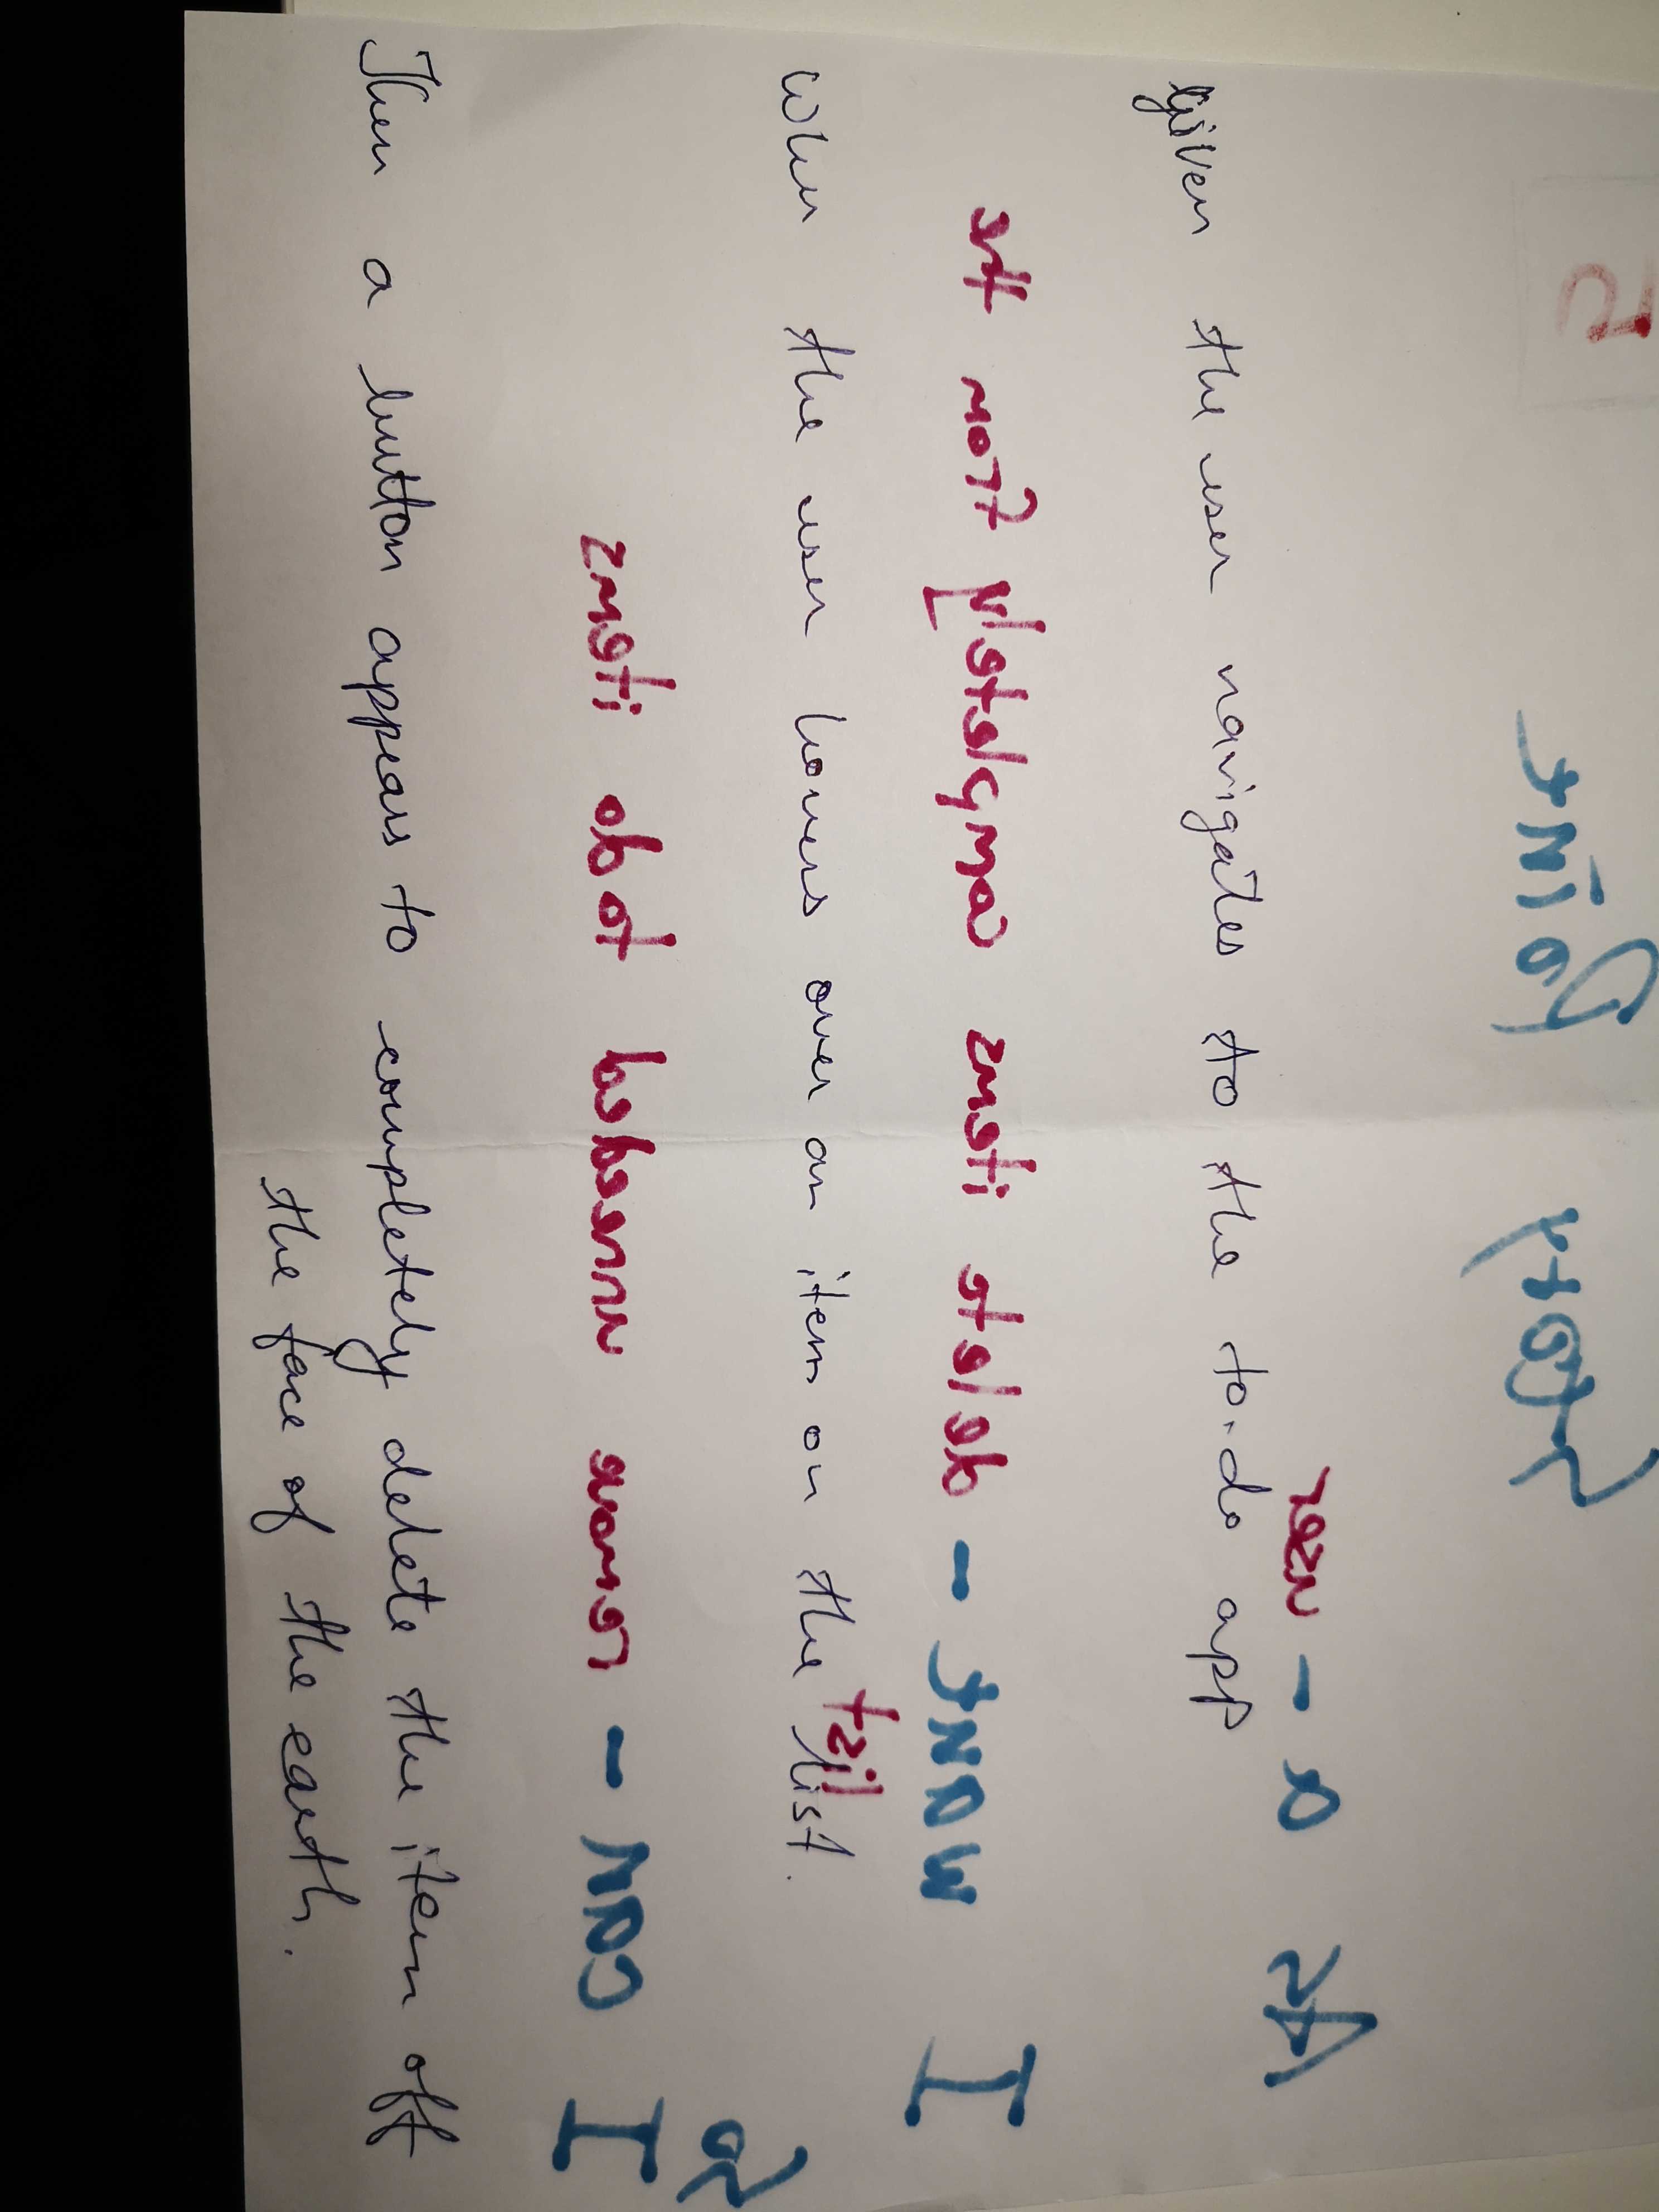 Story Point 5
As a - user
given the user navigates to the to-do app
I want - delete items completely from the
list
when the user hovers over an item on the list.
So
I can - remove unneeded todo items
Then a button appears to completely delete the item off
the face of the earth.